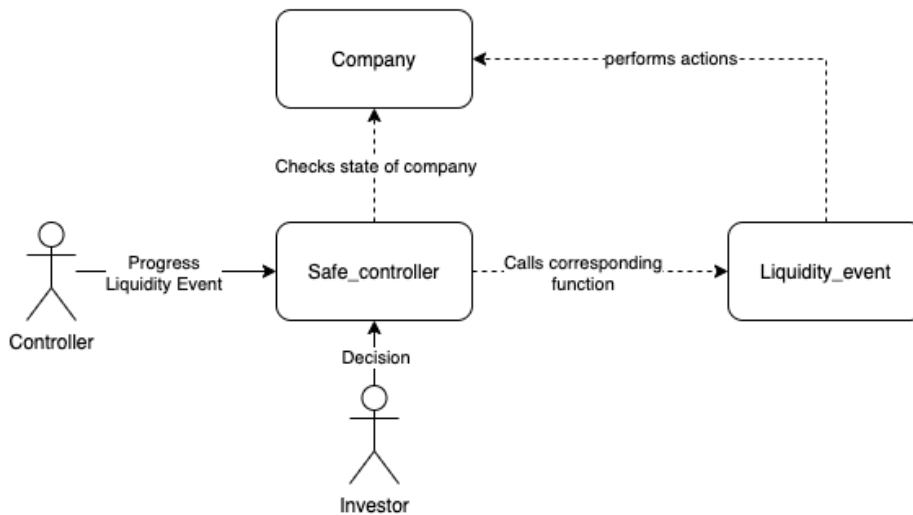 Company
performs actions
Checks state of company
Progress
Liquidity Event
Safe_controller
Calls corresponding
function
Liquidity_event
Controller
Decision
Investor